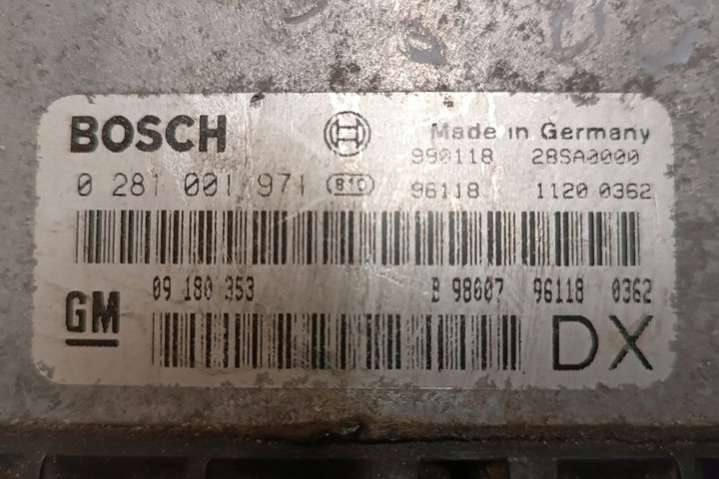 BOSCH Made in Germany
990118 28SA0000
0 281 001 971 B10 96118 1120 0362
GM 09 180 353 B 98007 96118 0362
DX